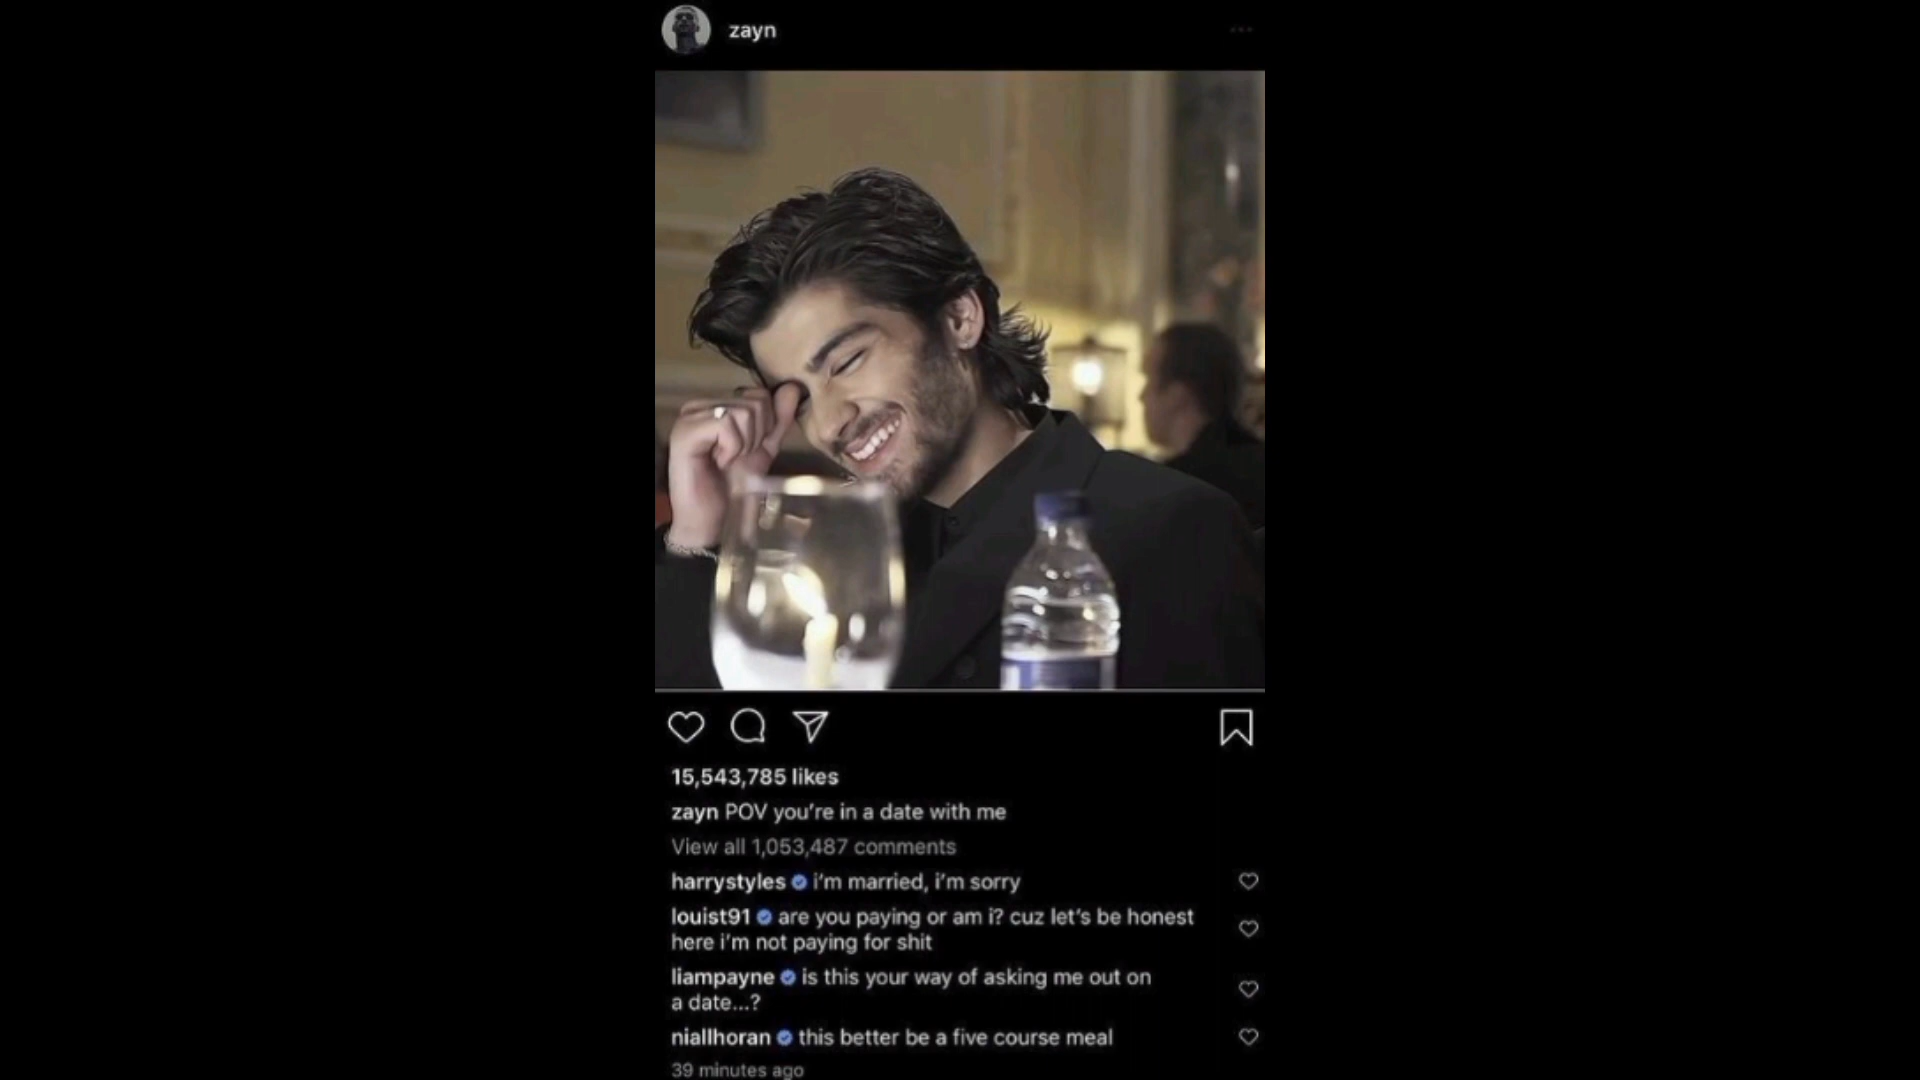 zayn
15,543,785 likes
zayn POV you're in a date with me
View all 1,053,487 comments
harrystyles i'm married, i'm sorry
louist91 are you paying or am i? cuz let's be honest
here i'm not paying for shit
liampayne is this your way of asking me out on
a date...?
niallhoran this better be a five course meal
39 minutes ago